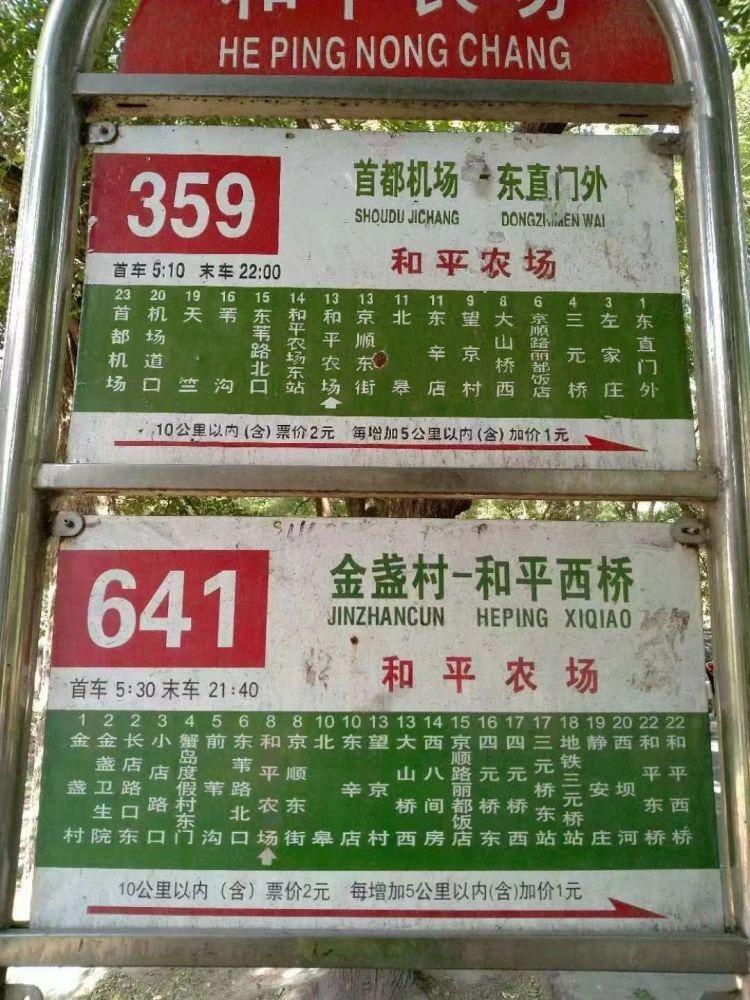 和平农场
HE PING NONG CHANG
359
首都机场 - 东直门外
SHOUDU JICHANG DONGZHIMEN WAI
和平农场
首车 5:10 末车 22:00
23 首都机场
20 机场道口
19 天竺
16 苇沟
15 东苇路北口
14 和平农场东站
13 和平农场
13 京顺东街
11 北皋
11 东辛店
9 望京村
8 大山桥西
6 京顺路丽都饭店
4 三元桥
3 左家庄
1 东直门外
10公里以内(含)票价2元 每增加5公里以内(含)加价1元
641
金盏村-和平西桥
JINZHANCUN HEPING XIQIAO
和平农场
首车 5:30 末车 21:40
1 金盏村
2 金盏卫生院
2 长店路口东
3 小店路口
4 蟹岛度假村东门
5 前苇沟
6 东苇路北口
8 和平农场
8 京顺东街
10 北皋
10 东辛店
13 望京村
13 大山桥西
14 西八间房
15 京顺路丽都饭店
16 四元桥东
17 四元桥西站
17 三元桥东站
18 地铁三元桥站
19 静安庄
20 西坝河
22 和平东桥
22 和平西桥
10公里以内（含）票价2元 每增加5公里以内(含)加价1元